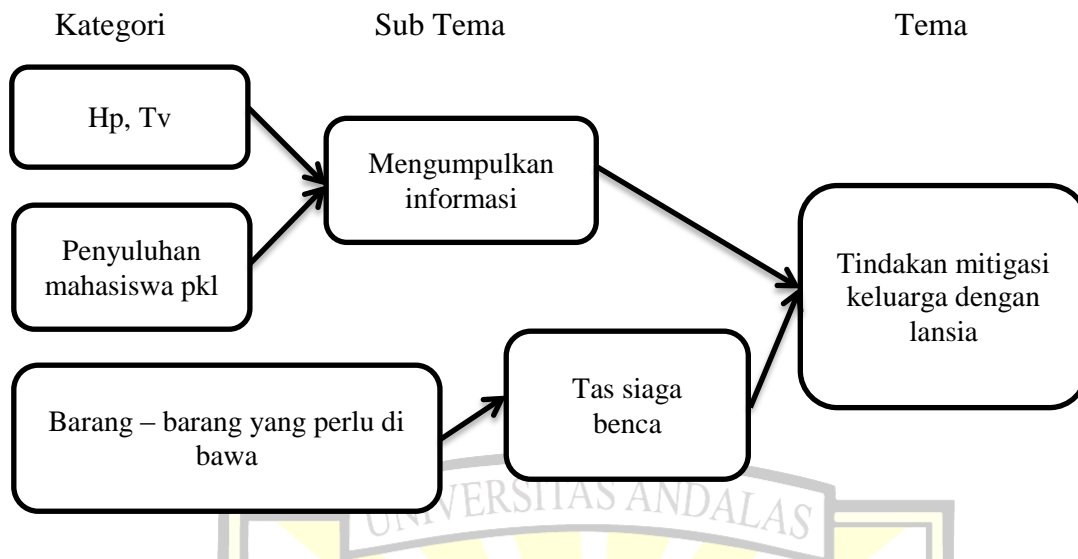 Kategori
Sub Tema
Tema
Hp, Tv
Mengumpulkan
informasi
Penyuluhan
mahasiswa pkl
Tindakan mitigasi
keluarga dengan
lansia
Barang – barang yang perlu di
bawa
Tas siaga
benca
UNIVERSITAS ANDALAS